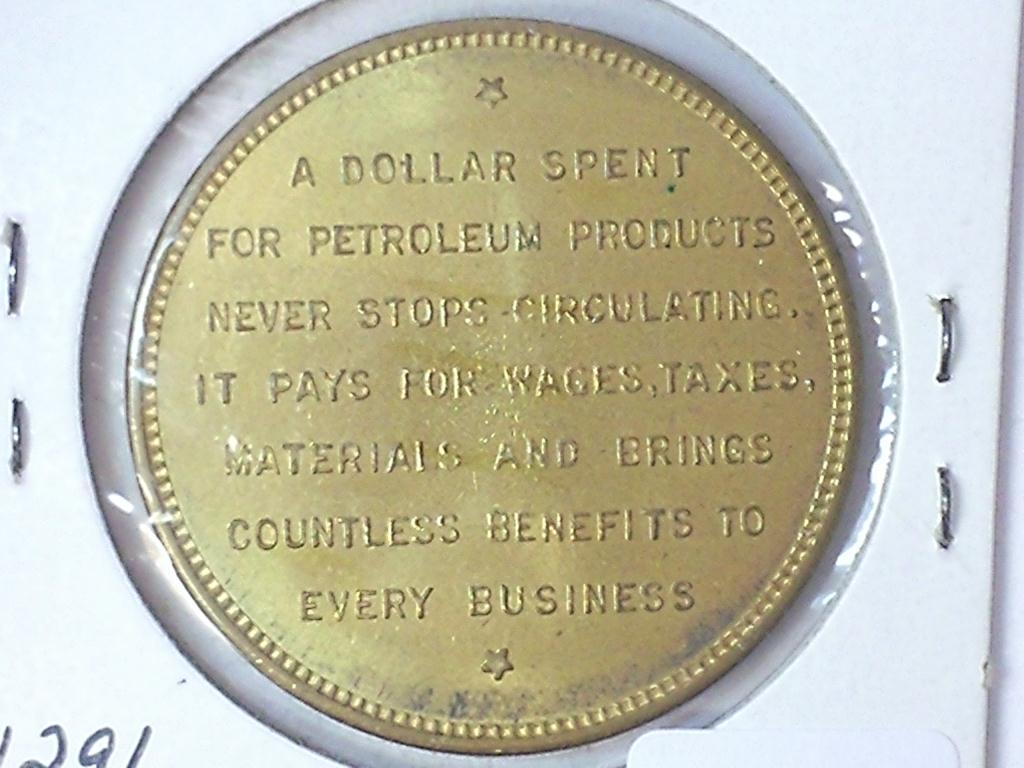 A DOLLAR SPENT
FOR PETROLEUM PRODUCTS
NEVER STOPS CIRCULATING.
IT PAYS FOR WAGES, TAXES,
MATERIALS AND BRINGS
COUNTLESS BENEFITS TO
EVERY BUSINESS
1291